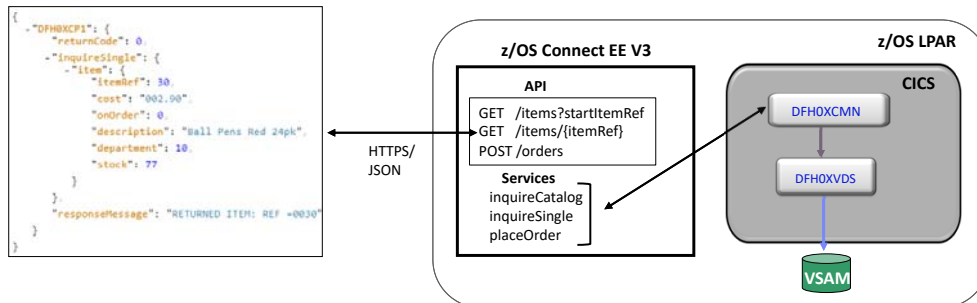 {
-"DFH0XCP1": {
"returnCode": 0,
-"inquireSingle": {
-"item": {
"itemRef": 30,
"cost": "002.90",
"onOrder": 0,
"description": "Ball Pens Red 24pk",
"department": 10,
"stock": 77
}
},
"responseMessage": "RETURNED ITEM: REF =0030"
}
}
HTTPS/
JSON
z/OS Connect EE V3
API
GET /items?startItemRef
GET /items/{itemRef}
POST /orders
Services
inquireCatalog
inquireSingle
placeOrder
z/OS LPAR
CICS
DFH0XCMN
DFH0XVDS
VSAM